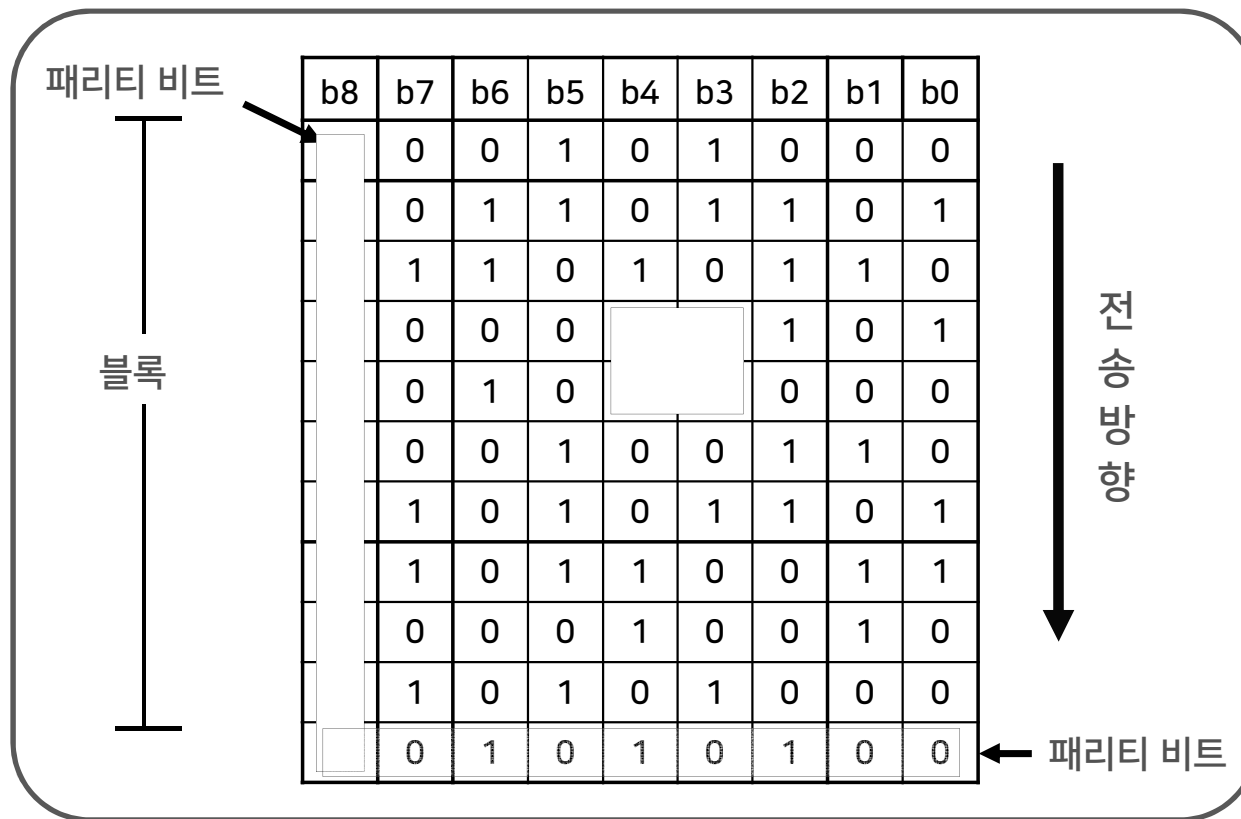 패리티 비트
b8 b7 b6 b5 b4 b3 b2 b1 b0
0 0 1 0 1 0 0 0
0 1 1 0 1 1 0 1
1 1 0 1 0 1 1 0
0 0 0 1 0 1
0 1 0 0 0 0
0 0 1 0 0 1 1 0
1 0 1 0 1 1 0 1
1 0 1 1 0 0 1 1
0 0 0 1 0 0 1 0
1 0 1 0 1 0 0 0
0 1 0 1 0 1 0 0
블록
전
송
방
향
패리티 비트